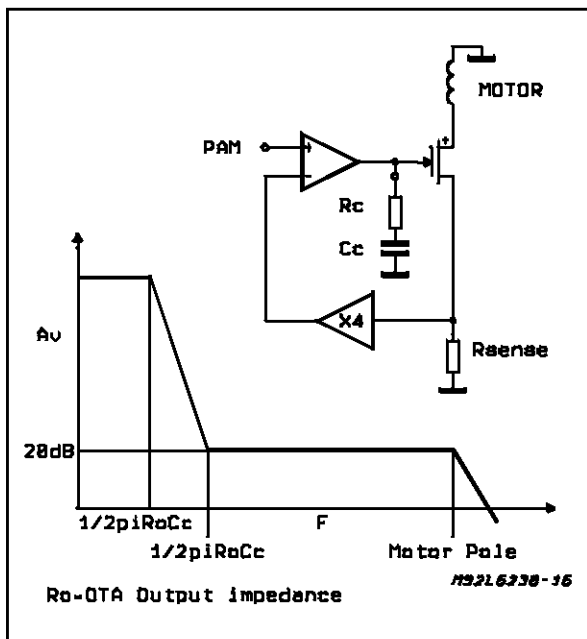 MOTOR
PAM
Rc
Cc
X4
Rsense
Av
20dB
1/2piRoCc
F
1/2piRoCc
Motor Pole
M92L6230-16
Ro=OTA Output impedance